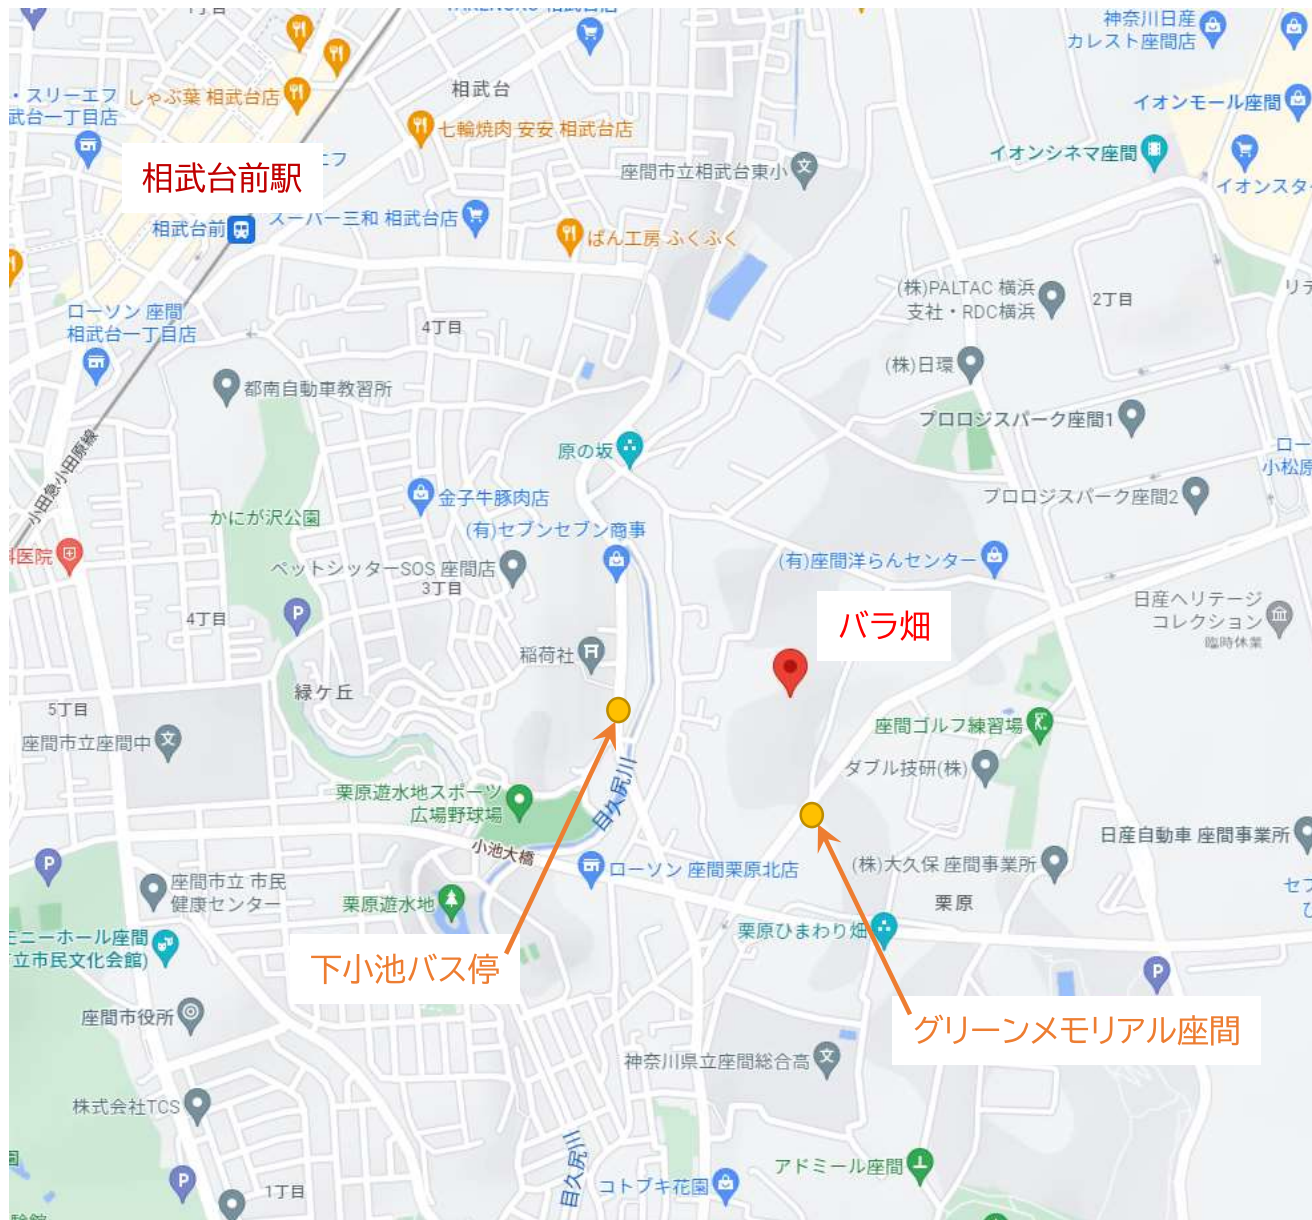 1丁目
神奈川日産
カレスト座間店
相武台
・スリーエフ
武台一丁目店
しゃぶ葉 相武台店
イオンモール座間
七輪焼肉 安安 相武台店
イオンシネマ座間
相武台前駅
座間市立相武台東小
イオンスタ
相武台前
スーパー三和 相武台店
ぱん工房 ふくふく
(株)PALTAC 横浜
支社・RDC横浜
2丁目
ローソン 座間
相武台一丁目店
4丁目
(株)日環
都南自動車教習所
プロロジスパーク座間1
小田急小田原線
原の坂
ロー
小松原
金子牛豚肉店
プロロジスパーク座間2
かにが沢公園
(有)セブンセブン商事
科医院
ペットシッターSOS 座間店
3丁目
(有)座間洋らんセンター
日産ヘリテージ
コレクション
臨時休業
4丁目
バラ畑
稲荷社
緑ケ丘
5丁目
座間市立座間中
座間ゴルフ練習場
ダブル技研(株)
栗原遊水地スポーツ
広場野球場
目久尻川
小池大橋
日産自動車 座間事業所
ローソン 座間栗原北店
(株)大久保 座間事業所
座間市立 市民
健康センター
栗原遊水地
栗原
セブ
ひ
栗原ひまわり畑
モニーホール座間
立市民文化会館)
下小池バス停
座間市役所
グリーンメモリアル座間
神奈川県立座間総合高
株式会社TCS
目久尻川
アドミール座間
コトブキ花園
1丁目